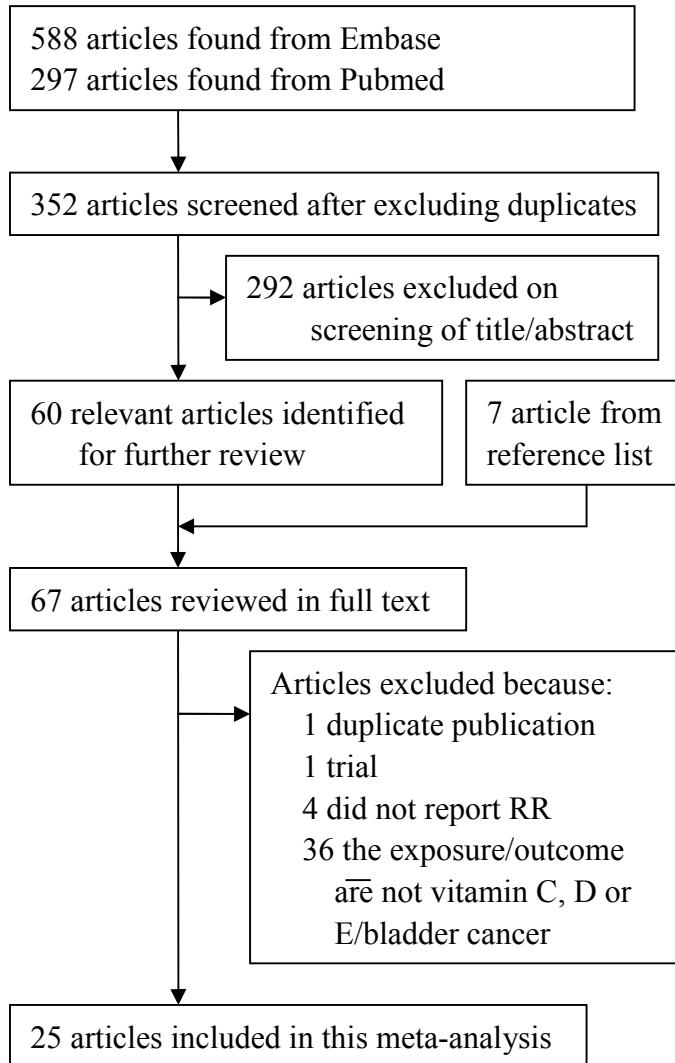 588 articles found from Embase
297 articles found from Pubmed
352 articles screened after excluding duplicates
292 articles excluded on
screening of title/abstract
60 relevant articles identified
for further review
7 article from
reference list
67 articles reviewed in full text
Articles excluded because:
1 duplicate publication
1 trial
4 did not report RR
36 the exposure/outcome
are not vitamin C, D or
E/bladder cancer
25 articles included in this meta-analysis